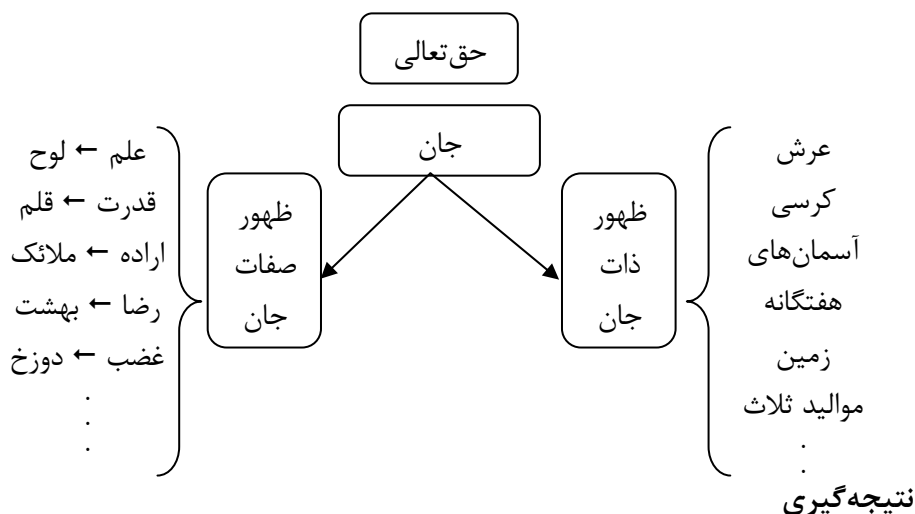 حق‌تعالی
جان
ظهور
ذات
جان
عرش
کرسی
آسمان‌های
هفتگانه
زمین
موالید ثلاث
.
.
ظهور
صفات
جان
علم ← لوح
قدرت ← قلم
اراده ← ملائک
رضا ← بهشت
غضب ← دوزخ
.
.
.
نتیجه‌گیری